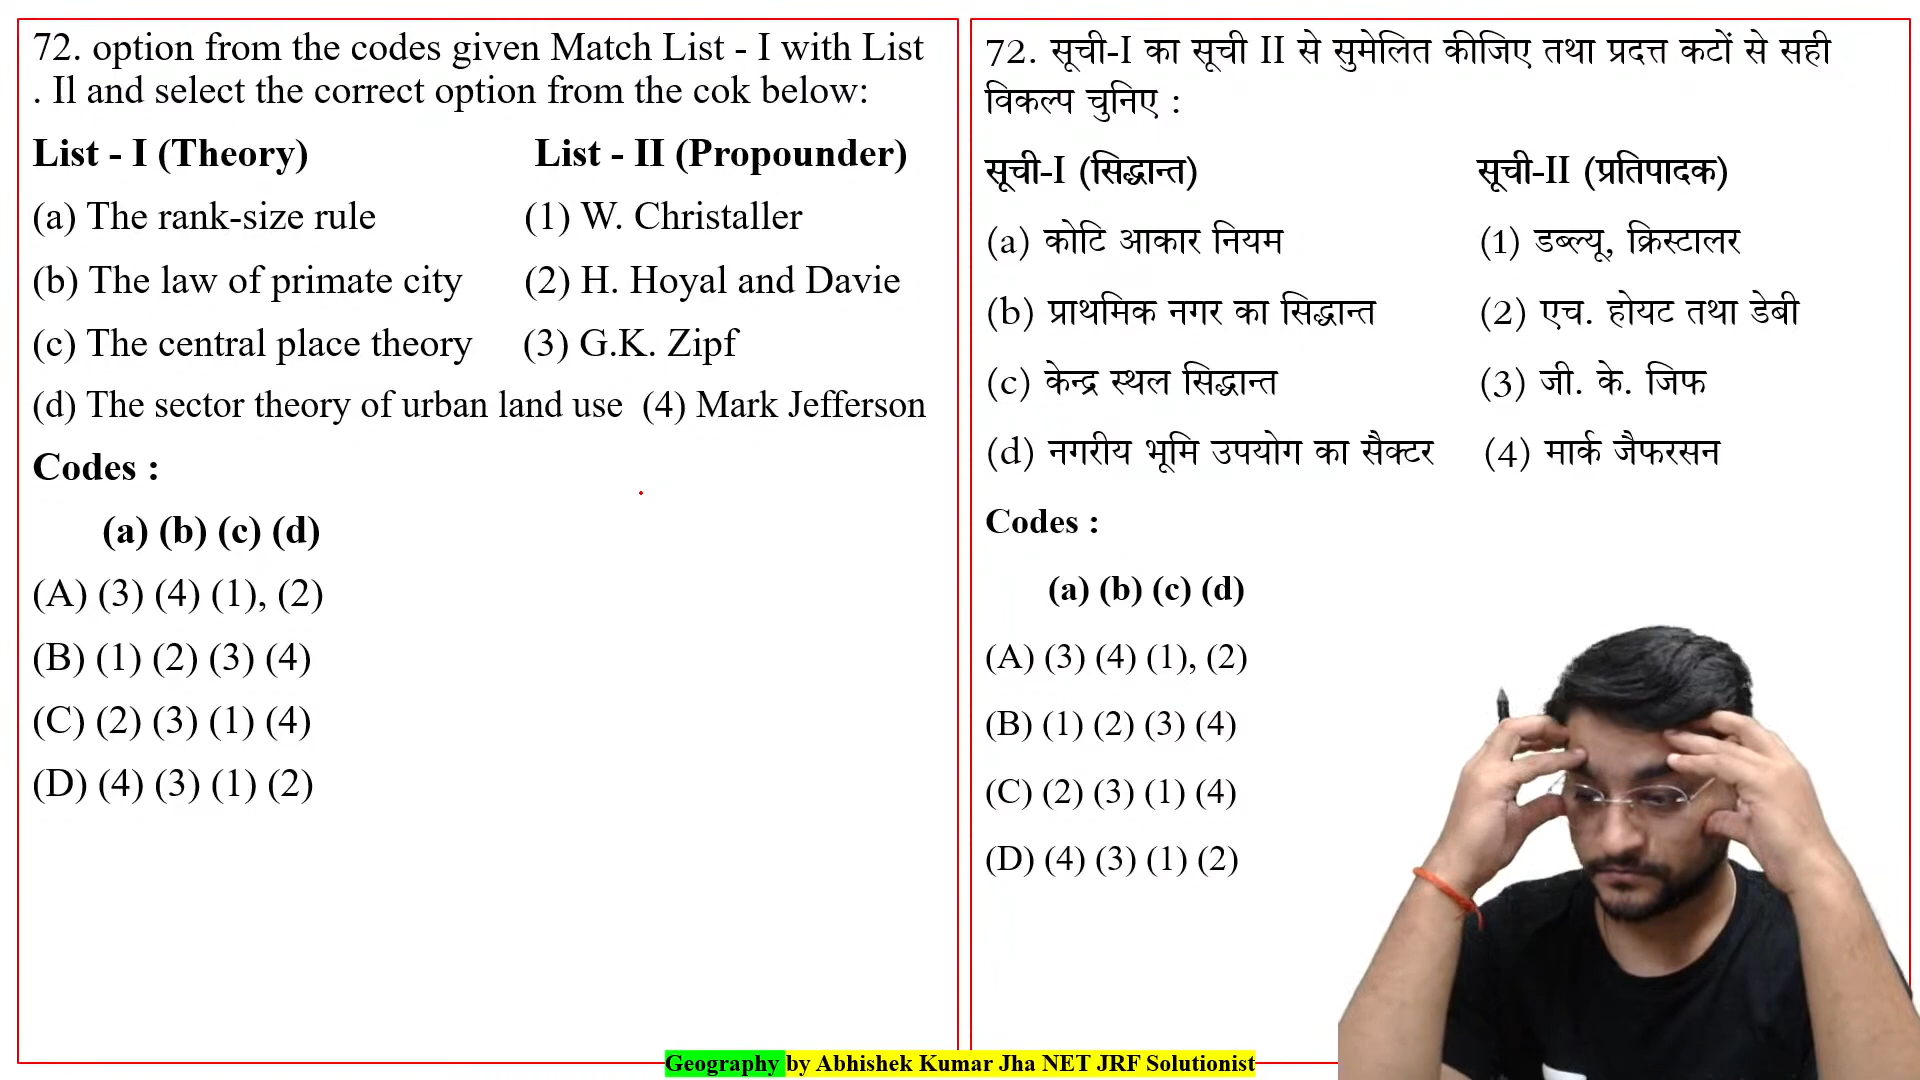 72. option from the codes given Match List - I with List
. Il and select the correct option from the cok below:
List - I (Theory) List - II (Propounder)
(a) The rank-size rule (1) W. Christaller
(b) The law of primate city (2) H. Hoyal and Davie
(c) The central place theory (3) G.K. Zipf
(d) The sector theory of urban land use (4) Mark Jefferson
Codes :
(a) (b) (c) (d)
(A) (3) (4) (1), (2)
(B) (1) (2) (3) (4)
(C) (2) (3) (1) (4)
(D) (4) (3) (1) (2)
72. सूची-I का सूची II से सुमेलित कीजिए तथा प्रदत्त कटों से सही
विकल्प चुनिए :
सूची-I (सिद्धान्त) सूची-II (प्रतिपादक)
(a) कोटि आकार नियम (1) डब्ल्यू, क्रिस्टालर
(b) प्राथमिक नगर का सिद्धान्त (2) एच. होयट तथा डेबी
(c) केन्द्र स्थल सिद्धान्त (3) जी. के. जिफ
(d) नगरीय भूमि उपयोग का सैक्टर (4) मार्क जैफरसन
Codes :
(a) (b) (c) (d)
(A) (3) (4) (1), (2)
(B) (1) (2) (3) (4)
(C) (2) (3) (1) (4)
(D) (4) (3) (1) (2)
Geography by Abhishek Kumar Jha NET JRF Solutionist